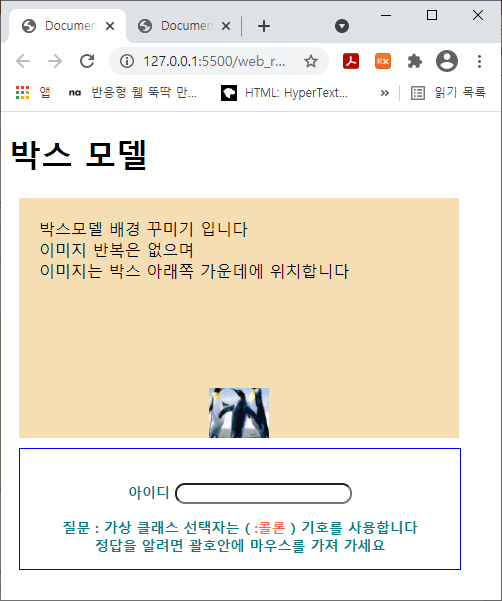 Documen
Documen
127.0.0.1:5500/web_r...
앱
na 반응형 웹 뚝딱 만...
HTML: HyperText...
»
읽기 목록
박스 모델
박스모델 배경 꾸미기 입니다
이미지 반복은 없으며
이미지는 박스 아래쪽 가운데에 위치합니다
아이디
질문 : 가상 클래스 선택자는 ( :콜론 ) 기호를 사용합니다
정답을 알려면 괄호안에 마우스를 가져 가세요